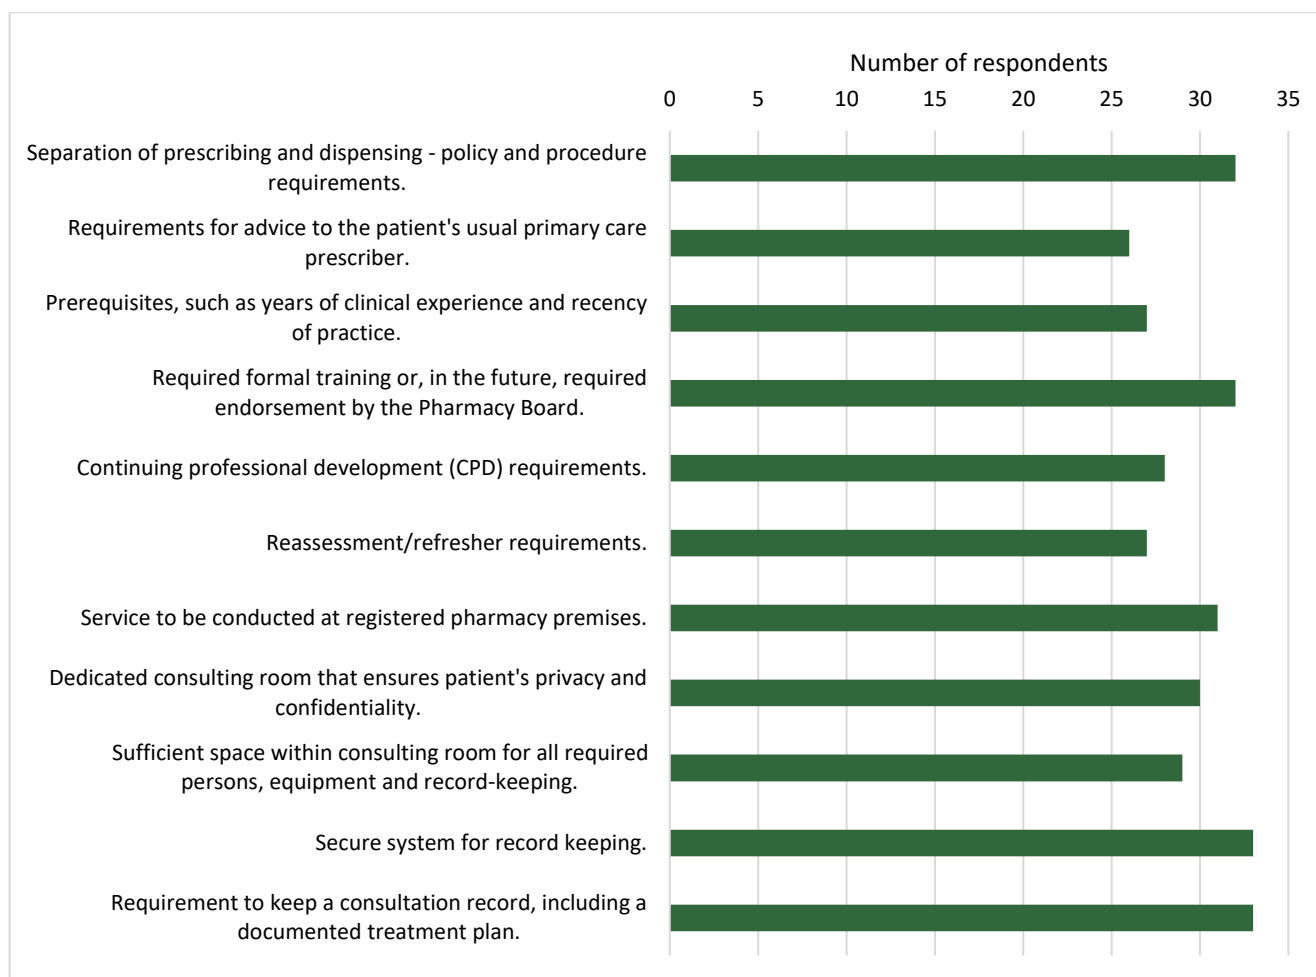 Number of respondents
0 5 10 15 20 25 30 35
Separation of prescribing and dispensing - policy and procedure
requirements.
Requirements for advice to the patient's usual primary care
prescriber.
Prerequisites, such as years of clinical experience and recency
of practice.
Required formal training or, in the future, required
endorsement by the Pharmacy Board.
Continuing professional development (CPD) requirements.
Reassessment/refresher requirements.
Service to be conducted at registered pharmacy premises.
Dedicated consulting room that ensures patient's privacy and
confidentiality.
Sufficient space within consulting room for all required
persons, equipment and record-keeping.
Secure system for record keeping.
Requirement to keep a consultation record, including a
documented treatment plan.